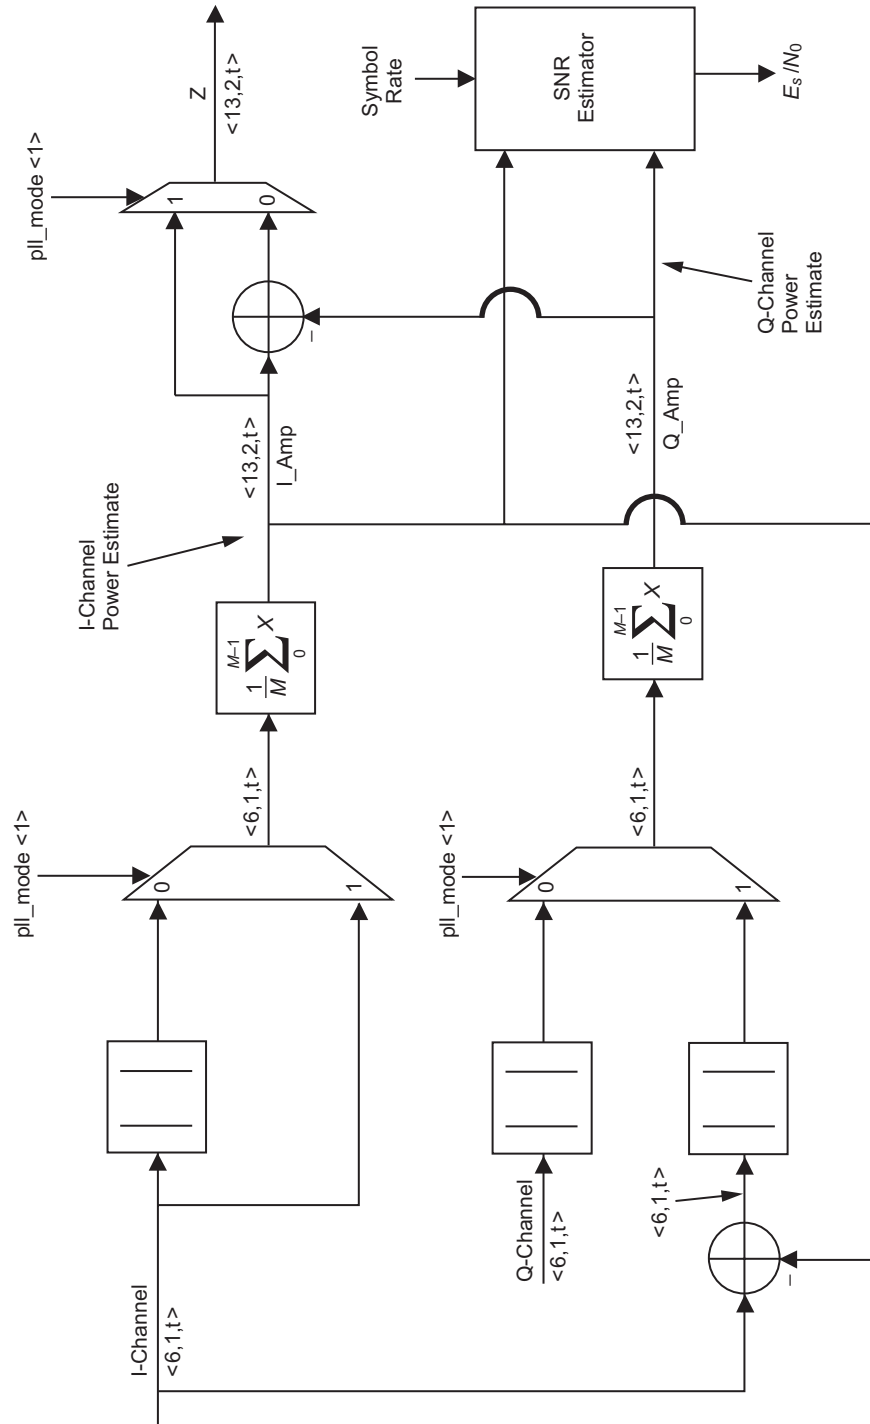 I-Channel
<6,1,t>
pll_mode <1>
0
1
<6,1,t>
1
M
M–1
∑
0
X
I-Channel
Power Estimate
<13,2,t>
I_Amp
–
pll_mode <1>
1
0
Z
<13,2,t>
Q-Channel
<6,1,t>
<6,1,t>
–
pll_mode <1>
0
1
<6,1,t>
1
M
M–1
∑
0
X
<13,2,t>
Q_Amp
Q-Channel
Power
Estimate
Symbol
Rate
SNR
Estimator
Es /N0